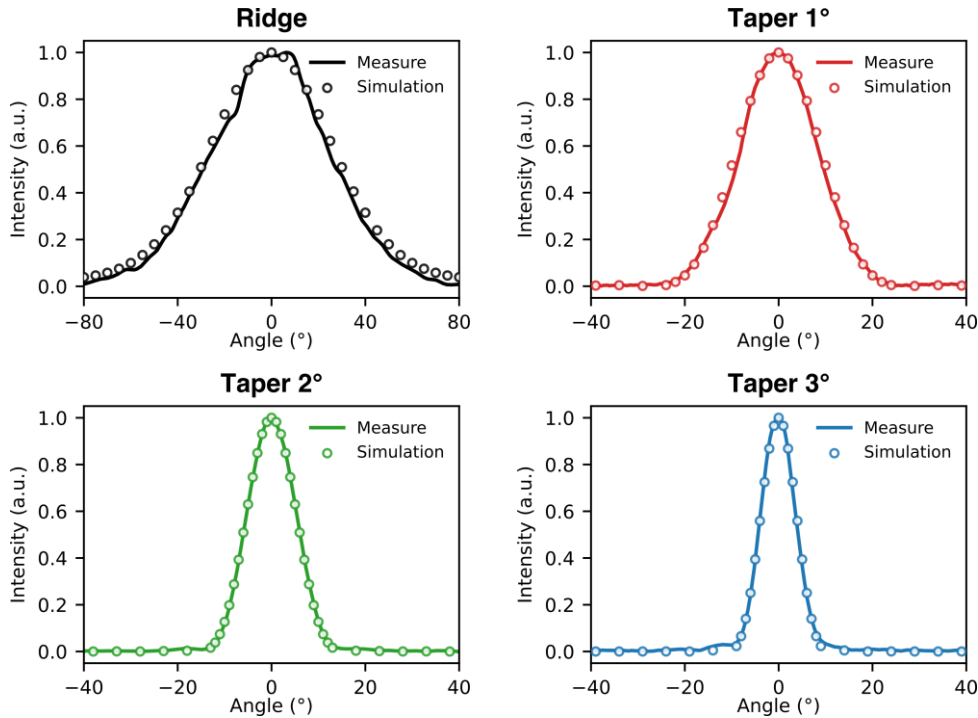 Ridge
1.0
0.8
0.6
0.4
0.2
0.0
Intensity (a.u.)
Measure
Simulation
−80
−40
0
40
80
Angle (°)
Taper 1°
1.0
0.8
0.6
0.4
0.2
0.0
Intensity (a.u.)
Measure
Simulation
−40
−20
0
20
40
Angle (°)
Taper 2°
1.0
0.8
0.6
0.4
0.2
0.0
Intensity (a.u.)
Measure
Simulation
−40
−20
0
20
40
Angle (°)
Taper 3°
1.0
0.8
0.6
0.4
0.2
0.0
Intensity (a.u.)
Measure
Simulation
−40
−20
0
20
40
Angle (°)